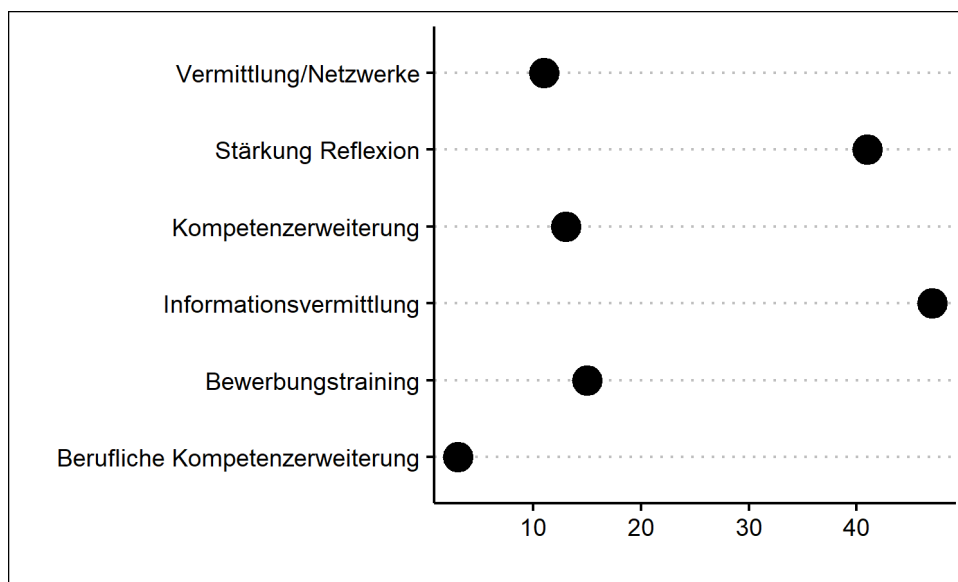 Vermittlung/Netzwerke
Stärkung Reflexion
Kompetenzerweiterung
Informationsvermittlung
Bewerbungstraining
Berufliche Kompetenzerweiterung
10 20 30 40